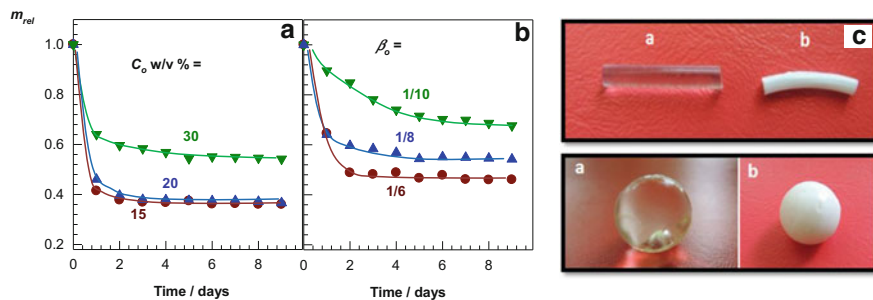 m_rel
a
b
c
C_o w/v % =
β_o =
1.0
0.8
0.6
0.4
0.2
30
20
15
1/10
1/8
1/6
0 2 4 6 8
0 2 4 6 8
Time / days
Time / days
a
b
a
b